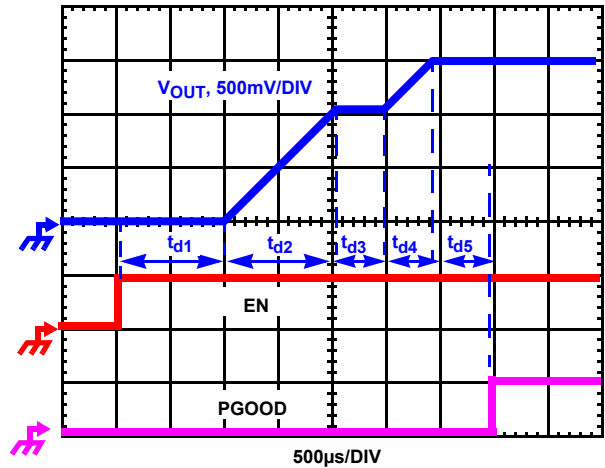 VOUT, 500mV/DIV
td1 td2 td3 td4 td5
EN
PGOOD
500µs/DIV